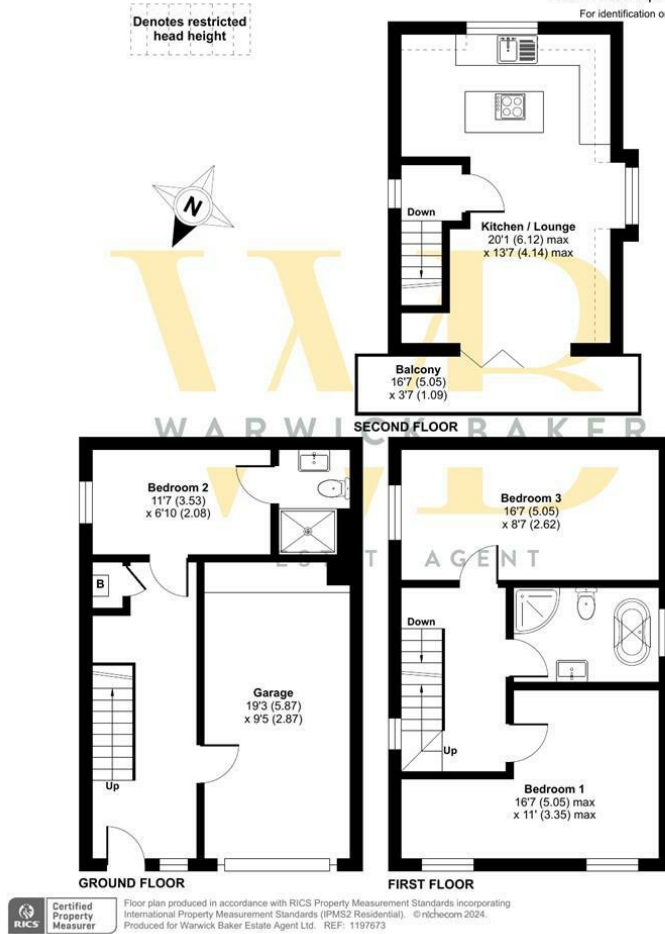 Denotes restricted
head height
For identification o
N
Down
Kitchen / Lounge
20'1 (6.12) max
x 13'7 (4.14) max
Balcony
16'7 (5.05)
x 3'7 (1.09)
SECOND FLOOR
WB
WARWICK BAKER
ESTATE AGENT
Bedroom 2
11'7 (3.53)
x 6'10 (2.08)
B
Garage
19'3 (5.87)
x 9'5 (2.87)
Up
GROUND FLOOR
Bedroom 3
16'7 (5.05)
x 8'7 (2.62)
Down
Up
Bedroom 1
16'7 (5.05) max
x 11' (3.35) max
FIRST FLOOR
RICS
Certified
Property
Measurer
Floor plan produced in accordance with RICS Property Measurement Standards incorporating
International Property Measurement Standards (IPMS2 Residential). © nichecom 2024.
Produced for Warwick Baker Estate Agent Ltd. REF: 1197673